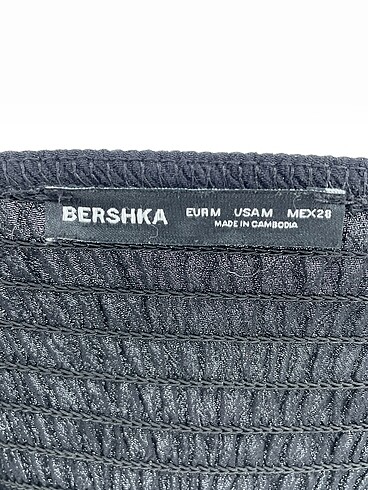 BERSHKA EUR M USA M MEX 28
MADE IN CAMBODIA